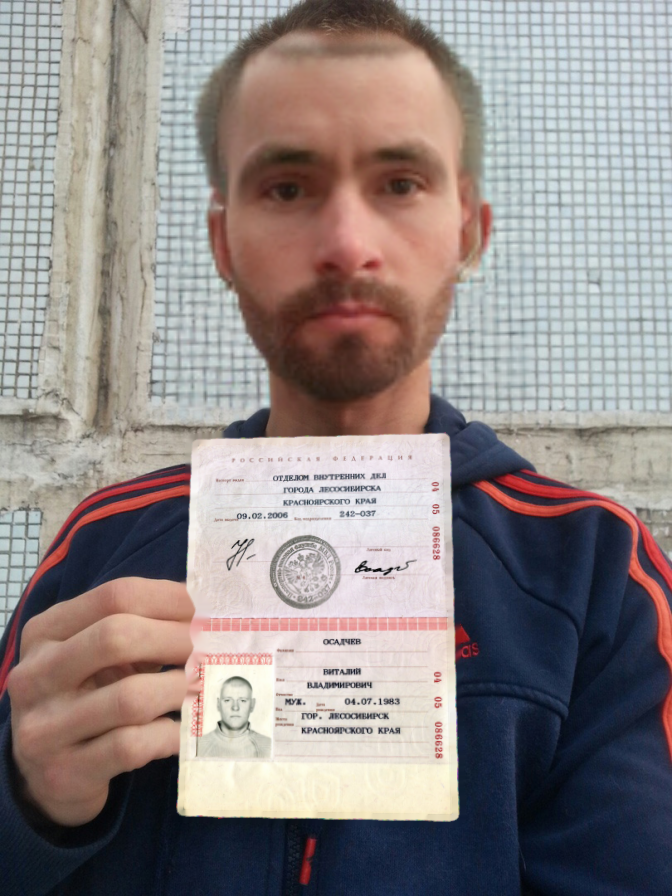 РОССИЙСКАЯ ФЕДЕРАЦИЯ
Паспорт выдан ОТДЕЛОМ ВНУТРЕННИХ ДЕЛ
ГОРОДА ЛЕСОСИБИРСКА
КРАСНОЯРСКОГО КРАЯ
Дата выдачи 09.02.2006 Код подразделения 242-037
Личный код
Личная подпись
04 05 086628
Фамилия ОСАДЧЕВ
Имя ВИТАЛИЙ
Отчество ВЛАДИМИРОВИЧ
Пол МУЖ. Дата рождения 04.07.1983
Место рождения ГОР. ЛЕСОСИБИРСК
КРАСНОЯРСКОГО КРАЯ
04 05 086628